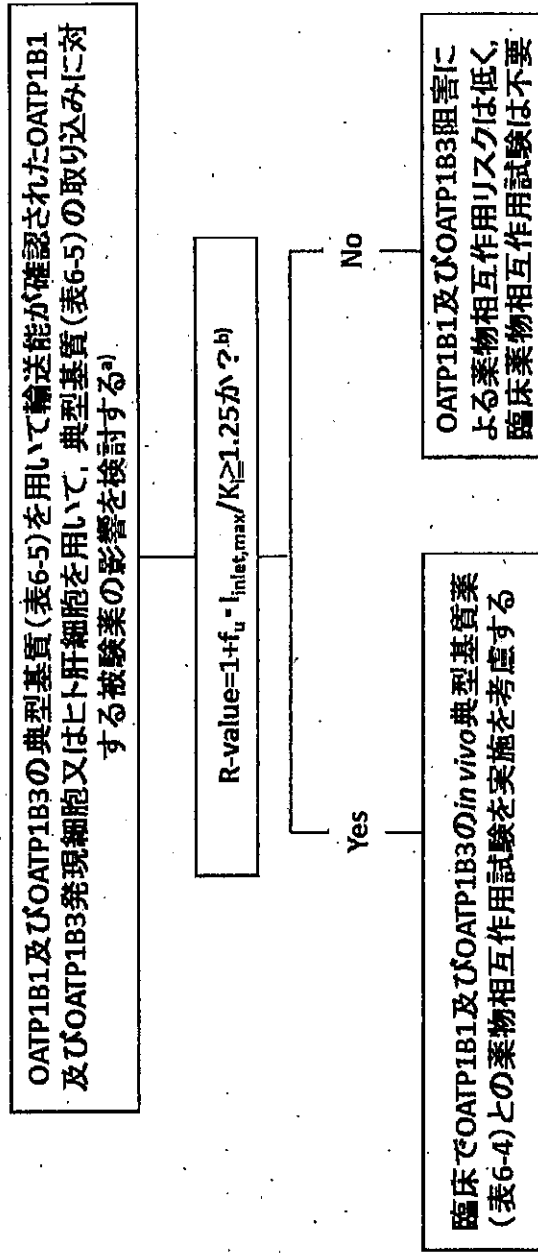 OATP1B1及びOATP1B3の典型基質(表6-5)を用いて輸送能が確認されたOATP1B1
及びOATP1B3発現細胞又はヒト肝細胞を用いて，典型基質(表6-5)の取り込みに対
する被験薬の影響を検討するa)
R-value=1+fu・Iinlet,max/Ki≧1.25か？b)
Yes
No
臨床でOATP1B1及びOATP1B3のin vivo典型基質薬
(表6-4)との薬物相互作用試験を実施を考慮する
OATP1B1及びOATP1B3阻害に
よる薬物相互作用リスクは低く，
臨床薬物相互作用試験は不要